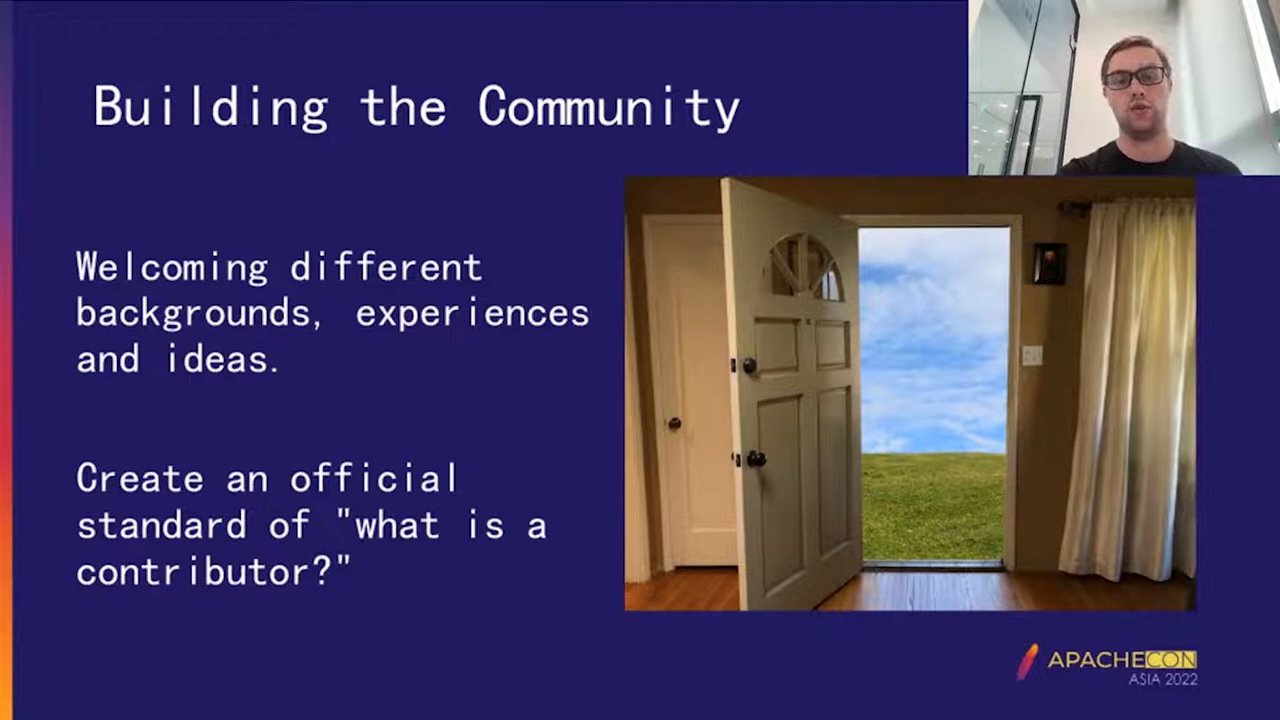 Building the Community
Welcoming different
backgrounds, experiences
and ideas.
Create an official
standard of "what is a
contributor?"
APACHECON
ASIA 2022